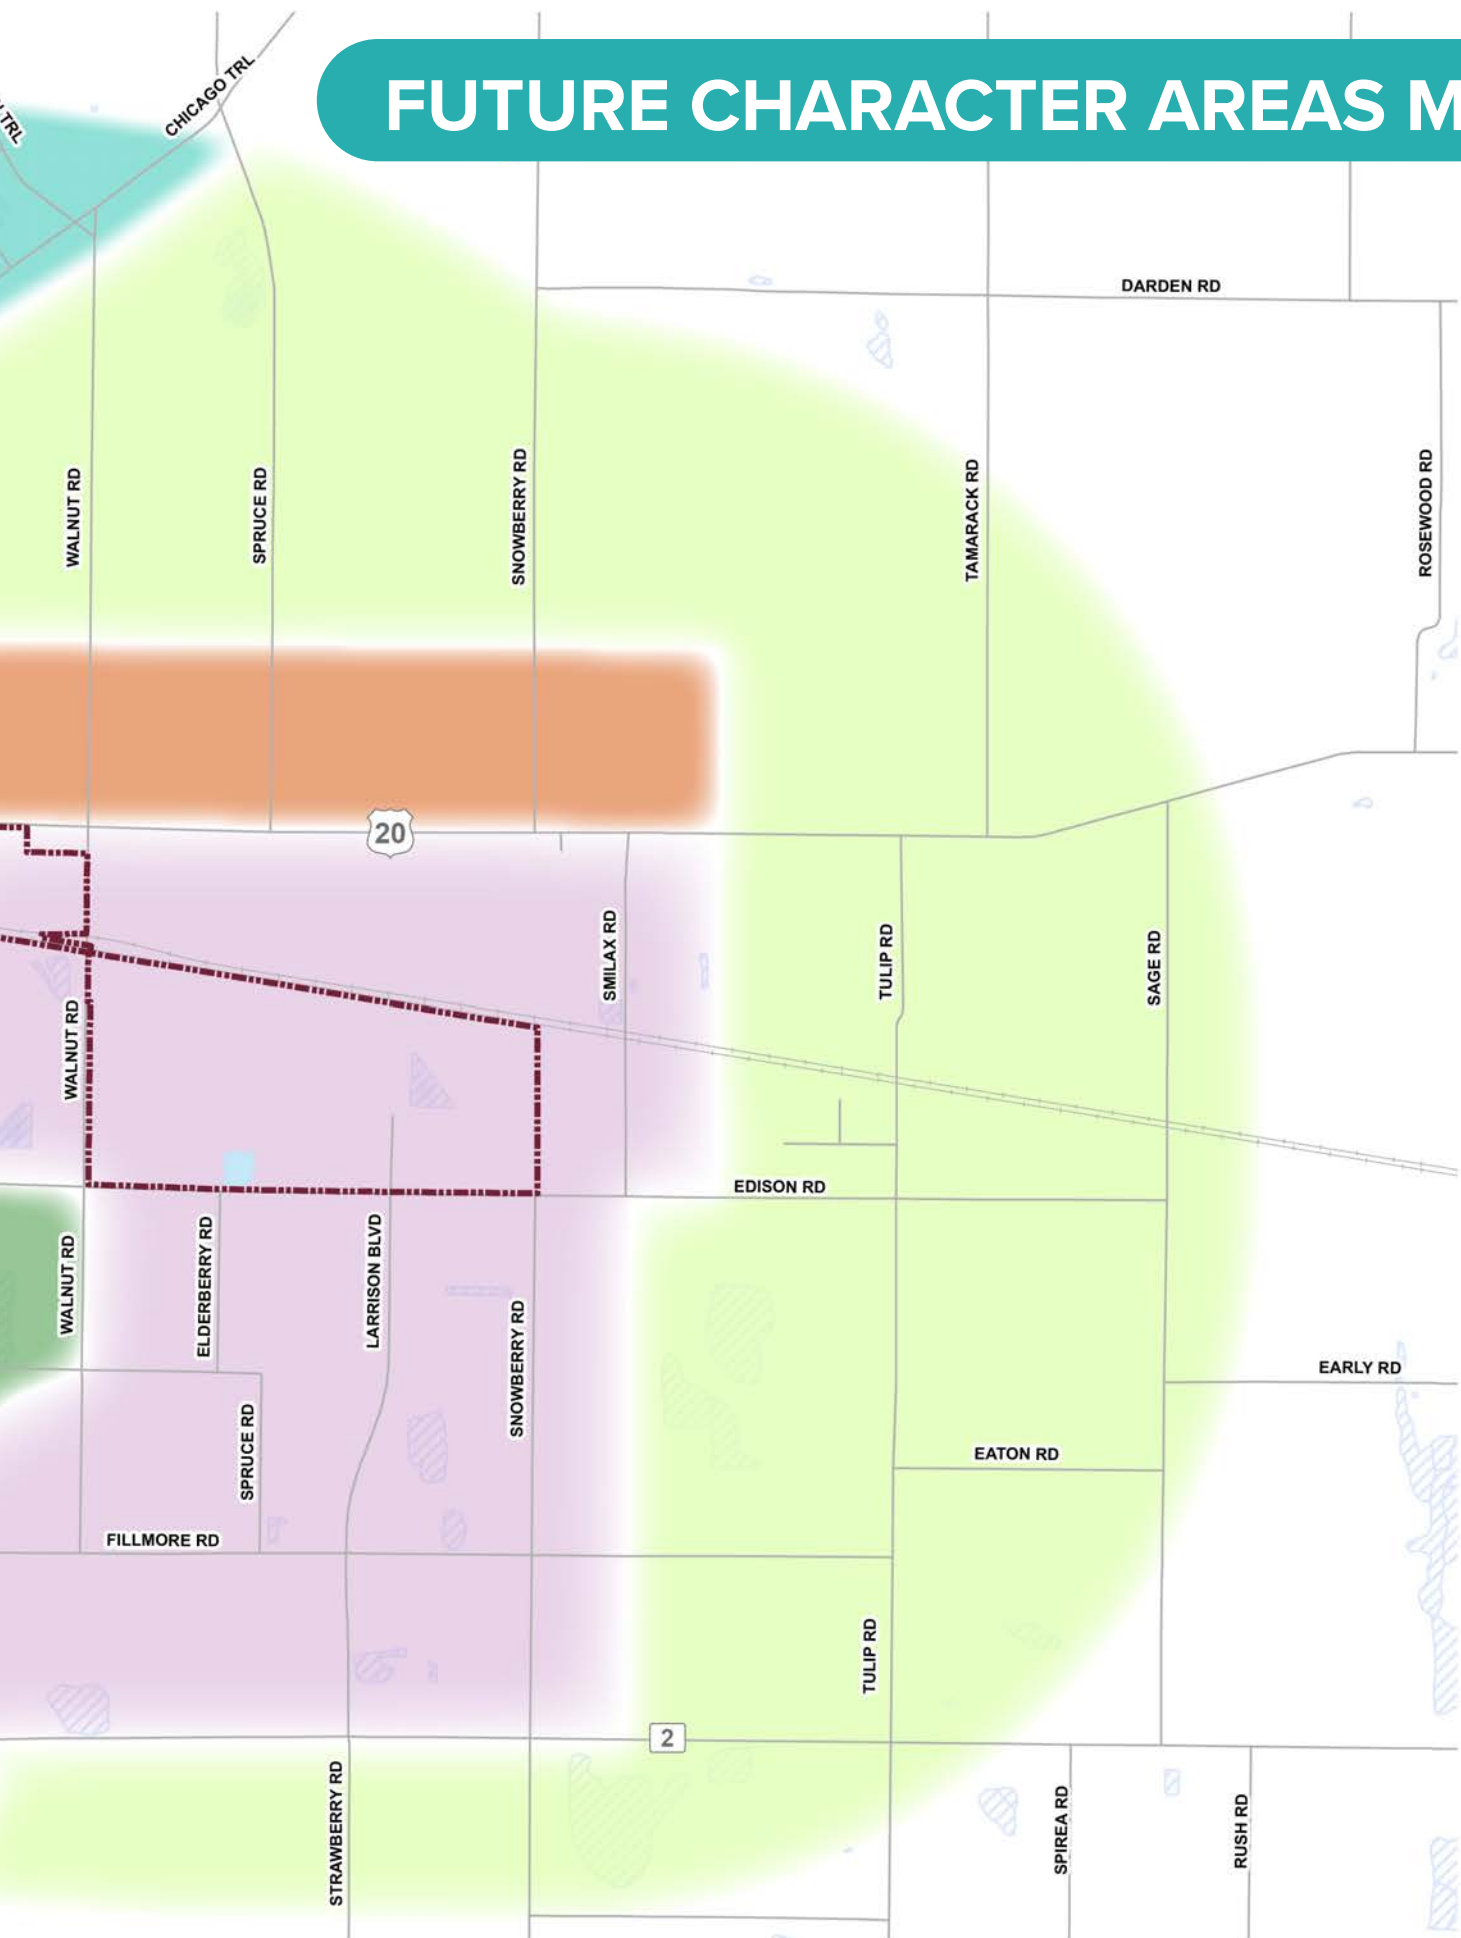 FUTURE CHARACTER AREAS M
CHICAGO TRL
TRL
DARDEN RD
WALNUT RD
SPRUCE RD
SNOWBERRY RD
TAMARACK RD
ROSEWOOD RD
20
SMILAX RD
TULIP RD
SAGE RD
WALNUT RD
EDISON RD
WALNUT RD
ELDERBERRY RD
LARRISON BLVD
SNOWBERRY RD
EARLY RD
SPRUCE RD
EATON RD
FILLMORE RD
TULIP RD
2
STRAWBERRY RD
SPIREA RD
RUSH RD